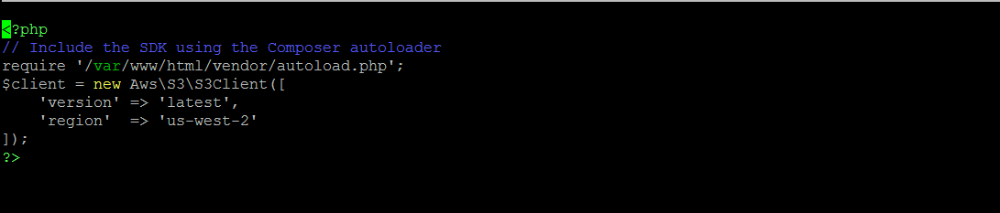 <?php
// Include the SDK using the Composer autoloader
require '/var/www/html/vendor/autoload.php';
$client = new Aws\S3\S3Client([
    'version' => 'latest',
    'region'  => 'us-west-2'
]);
?>